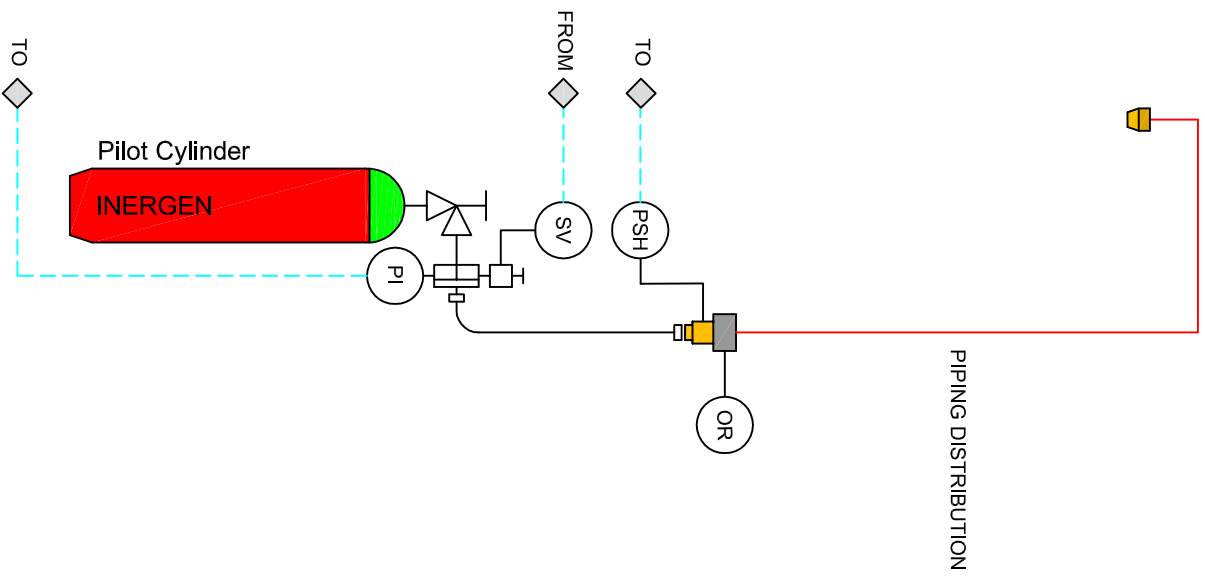 TO
FROM
TO
Pilot Cylinder
INERGEN
SV
PSH
PI
OR
PIPING DISTRIBUTION